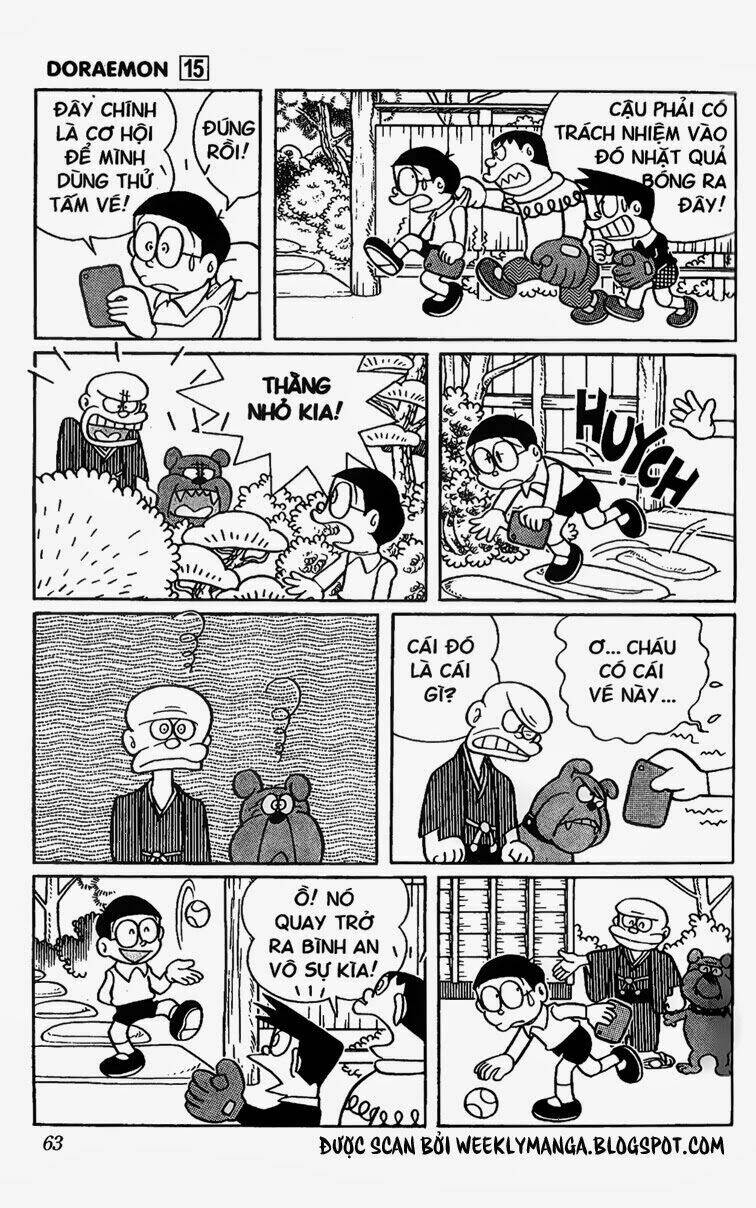 DORAEMON 15
CẬU PHẢI CÓ
TRÁCH NHIỆM VÀO
ĐÓ NHẶT QUẢ
BÓNG RA
ĐÂY!
ĐÚNG
RỒI!
ĐÂY CHÍNH
LÀ CƠ HỘI
ĐỂ MÌNH
DÙNG THỬ
TẤM VÉ!
HUỴCH
THẰNG
NHỎ KIA!
Ơ... CHÁU
CÓ CÁI
VÉ NÀY...
CÁI ĐÓ
LÀ CÁI
GÌ?
Ồ! NÓ
QUAY TRỞ
RA BÌNH AN
VÔ SỰ KÌA!
63
ĐƯỢC SCAN BỞI WEEKLYMANGA.BLOGSPOT.COM